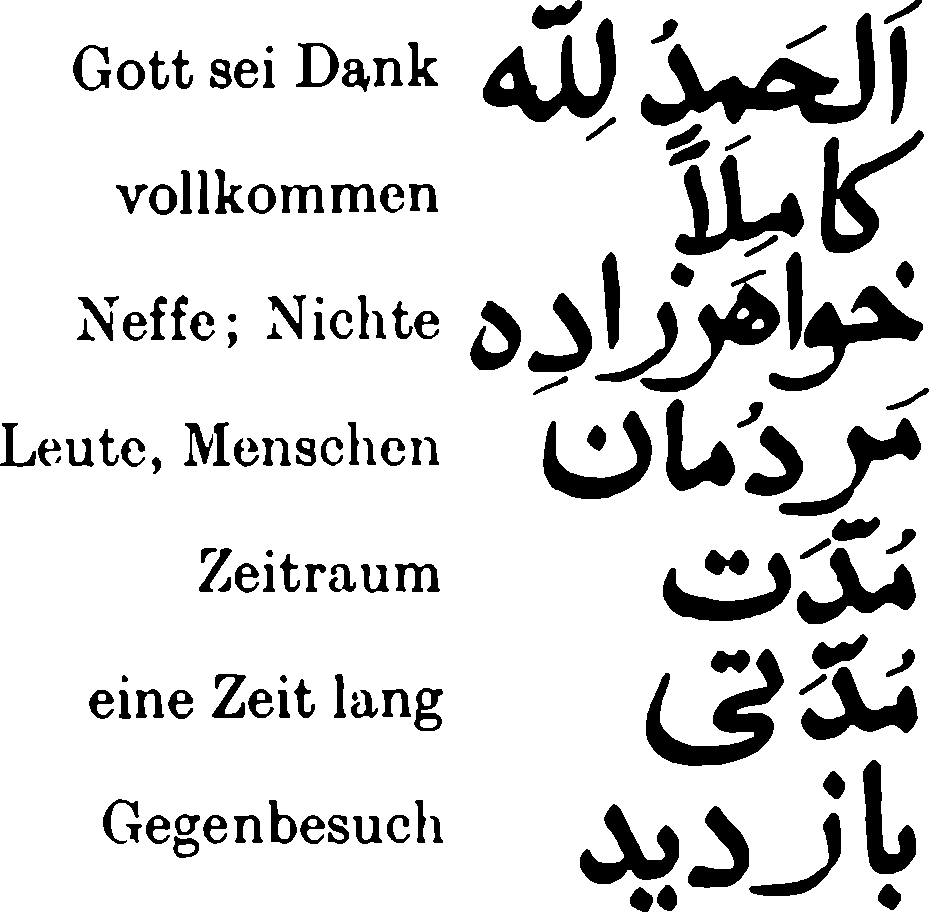 Gott sei Dank اَلحَمدُ لِلّٰه
vollkommen کامِلَاً
Neffe; Nichte خواهَرزادِه
Leute, Menschen مَردُمان
Zeitraum مُدَّت
eine Zeit lang مُدَّتی
Gegenbesuch بازدید